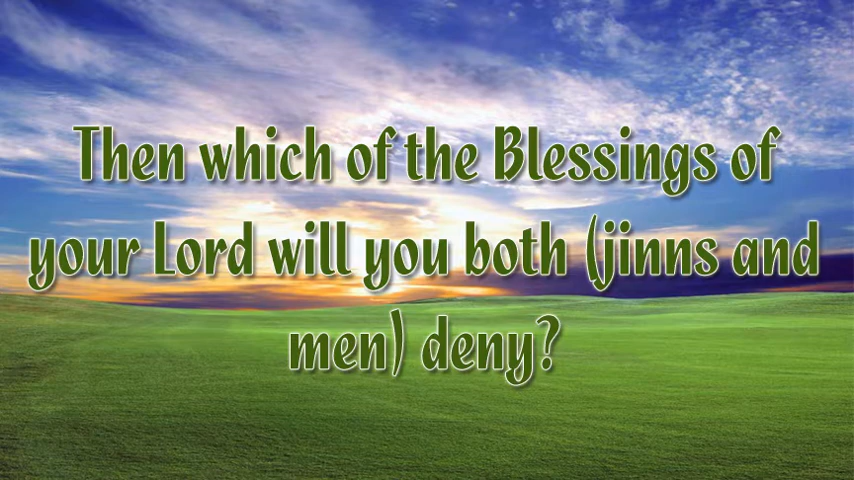 Then which of the Blessings of
your Lord will you both (jinns and
men) deny?